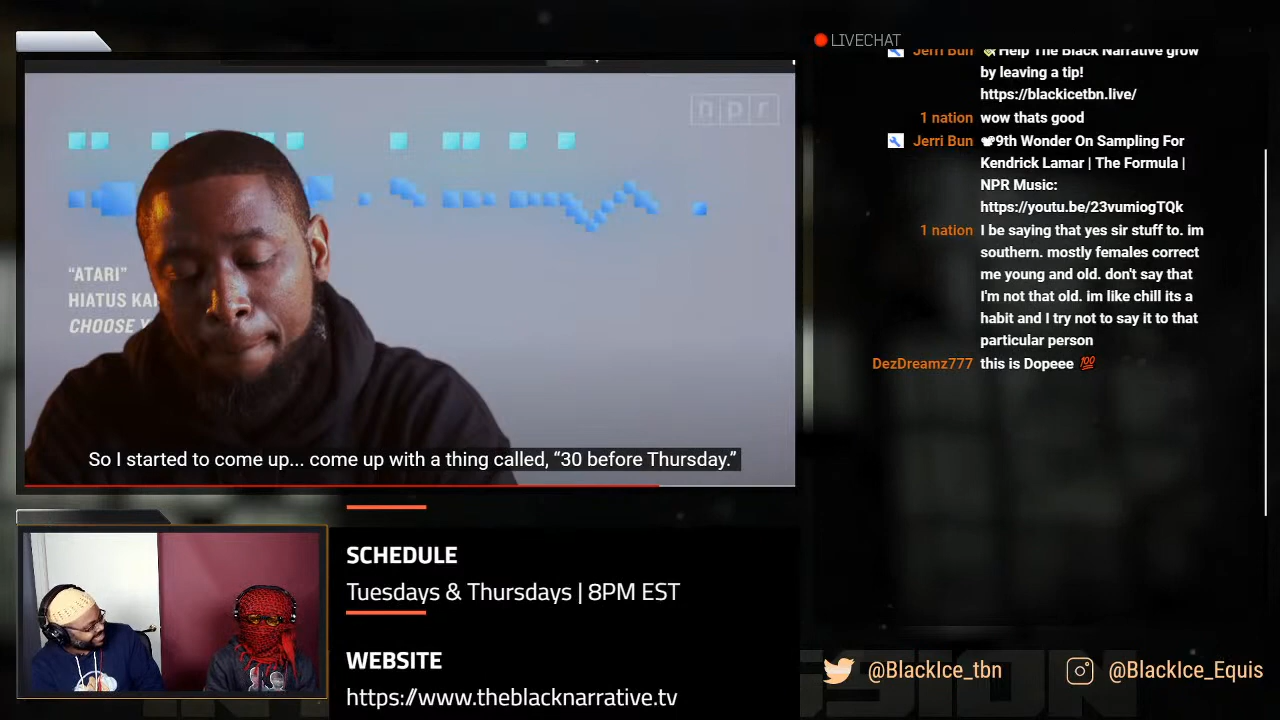 npr
"ATARI"
HIATUS KAI
CHOOSE Y
So I started to come up... come up with a thing called, “30 before Thursday.”
LIVECHAT
Jerri Bun Help The Black Narrative grow
by leaving a tip!
https://blackicetbn.live/
1 nation wow thats good
Jerri Bun 9th Wonder On Sampling For
Kendrick Lamar | The Formula |
NPR Music:
https://youtu.be/23vumiogTQk
1 nation I be saying that yes sir stuff to. im
southern. mostly females correct
me young and old. don't say that
I'm not that old. im like chill its a
habit and I try not to say it to that
particular person
DezDreamz777 this is Dopeee 💯
SCHEDULE
Tuesdays & Thursdays | 8PM EST
WEBSITE
https://www.theblacknarrative.tv
@BlackIce_tbn
@BlackIce_Equis